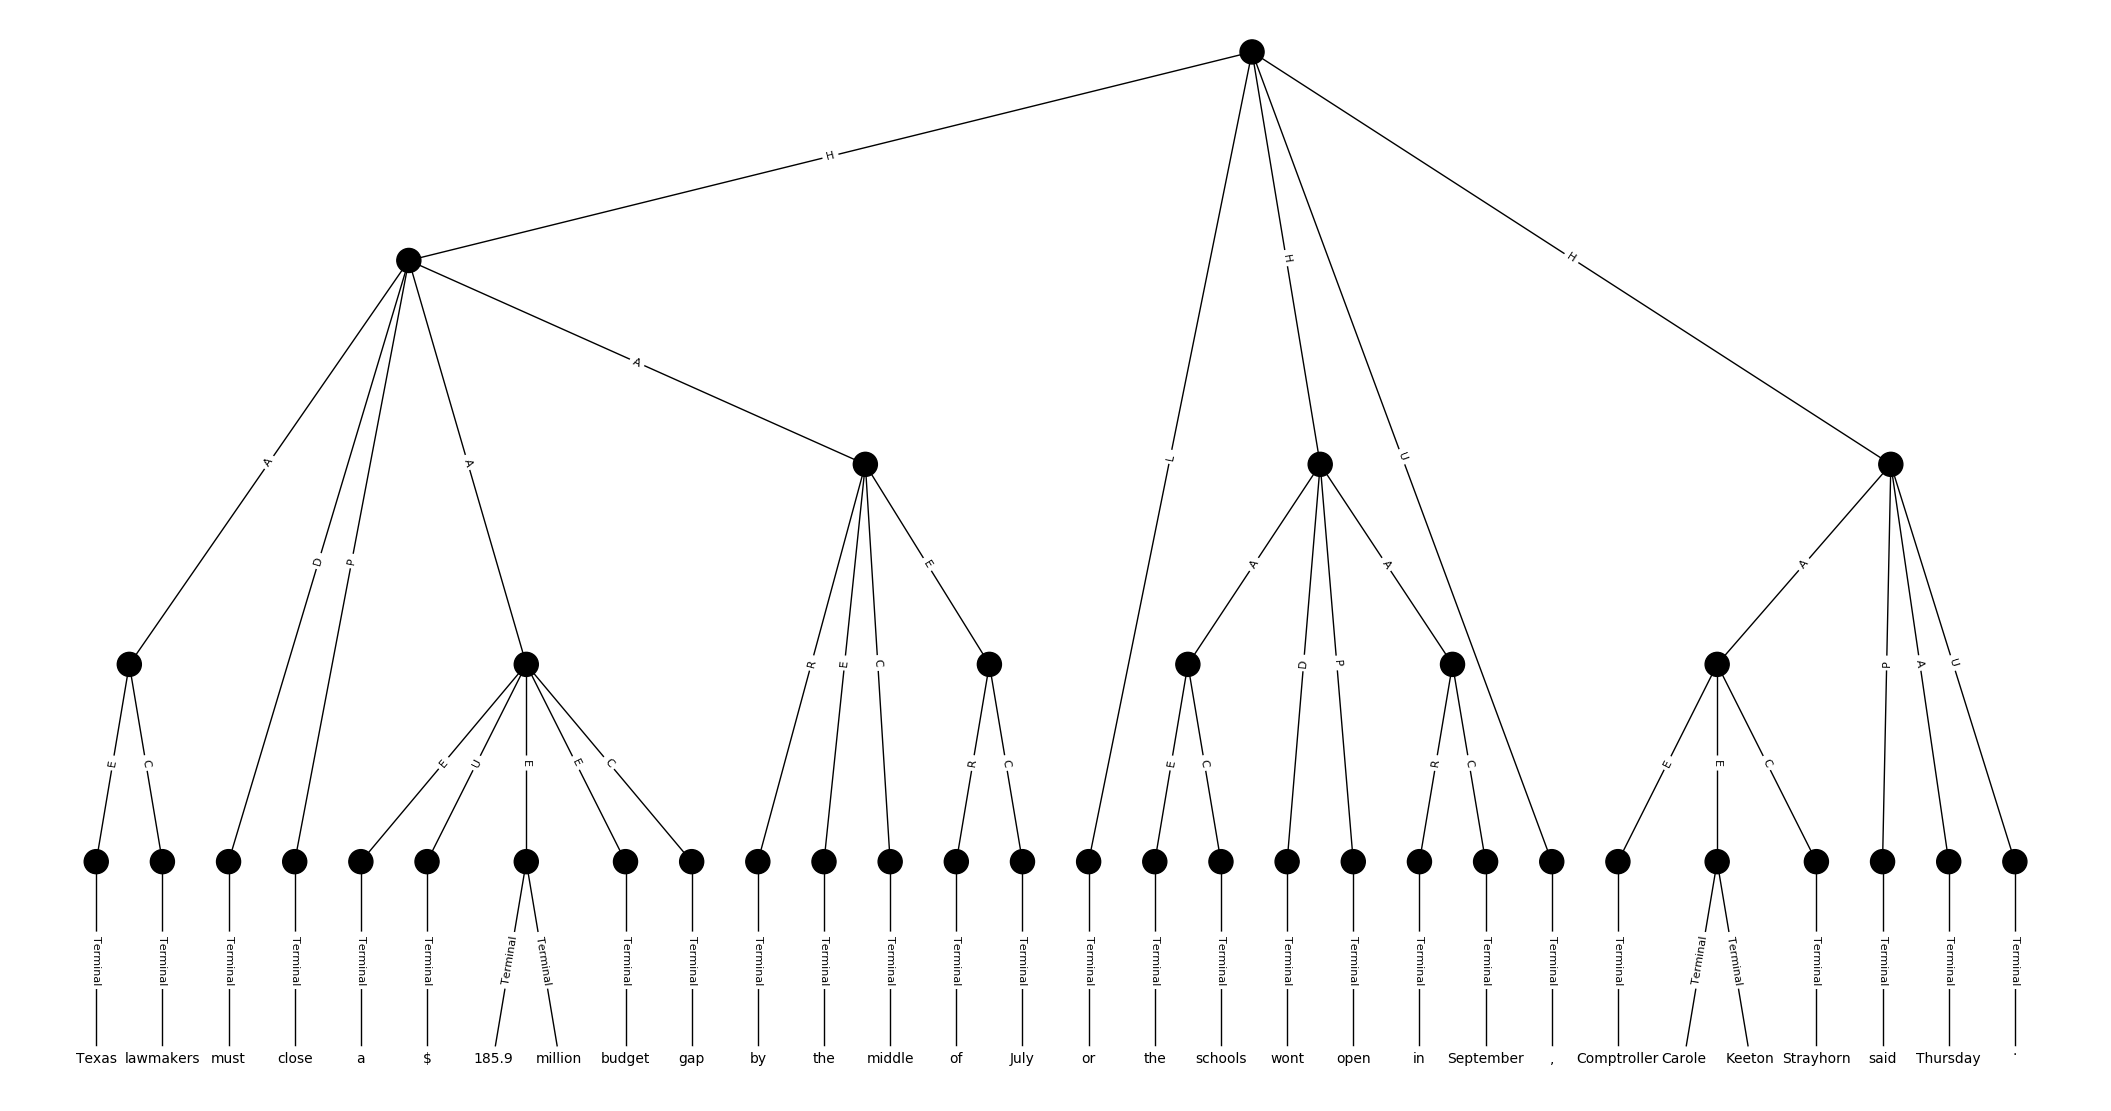 H
H
H
L
U
A
A
A
D
P
E
A
D
P
A
A
P
A
U
R
E
C
E
C
E
U
E
E
C
R
C
E
C
R
C
E
E
C
Terminal Terminal Terminal Terminal Terminal Terminal Terminal Terminal Terminal Terminal Terminal Terminal Terminal Terminal Terminal Terminal Terminal Terminal Terminal Terminal Terminal Terminal Terminal Terminal Terminal Terminal Terminal Terminal Terminal Terminal
Texas lawmakers must close a $ 185.9 million budget gap by the middle of July or the schools wont open in September , Comptroller Carole Keeton Strayhorn said Thursday .